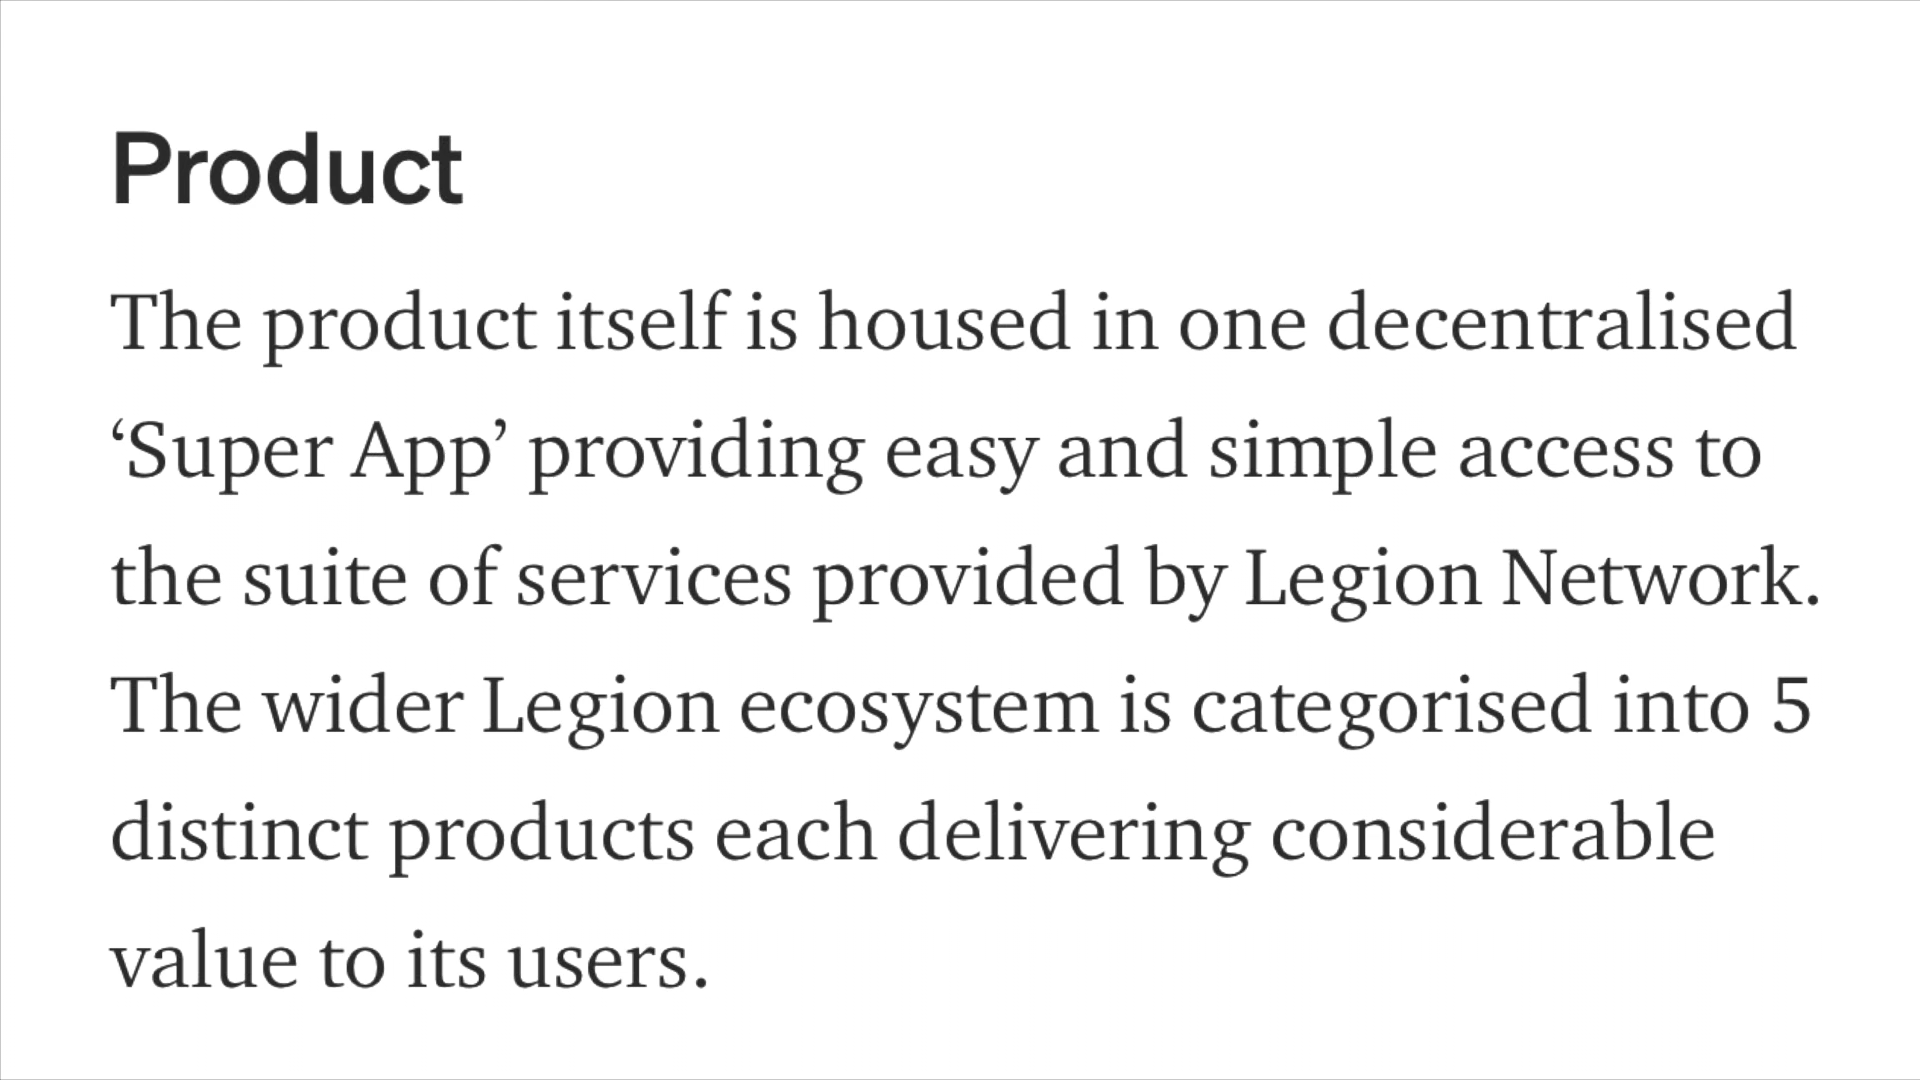 Product
The product itself is housed in one decentralised
‘Super App’ providing easy and simple access to
the suite of services provided by Legion Network.
The wider Legion ecosystem is categorised into 5
distinct products each delivering considerable
value to its users.